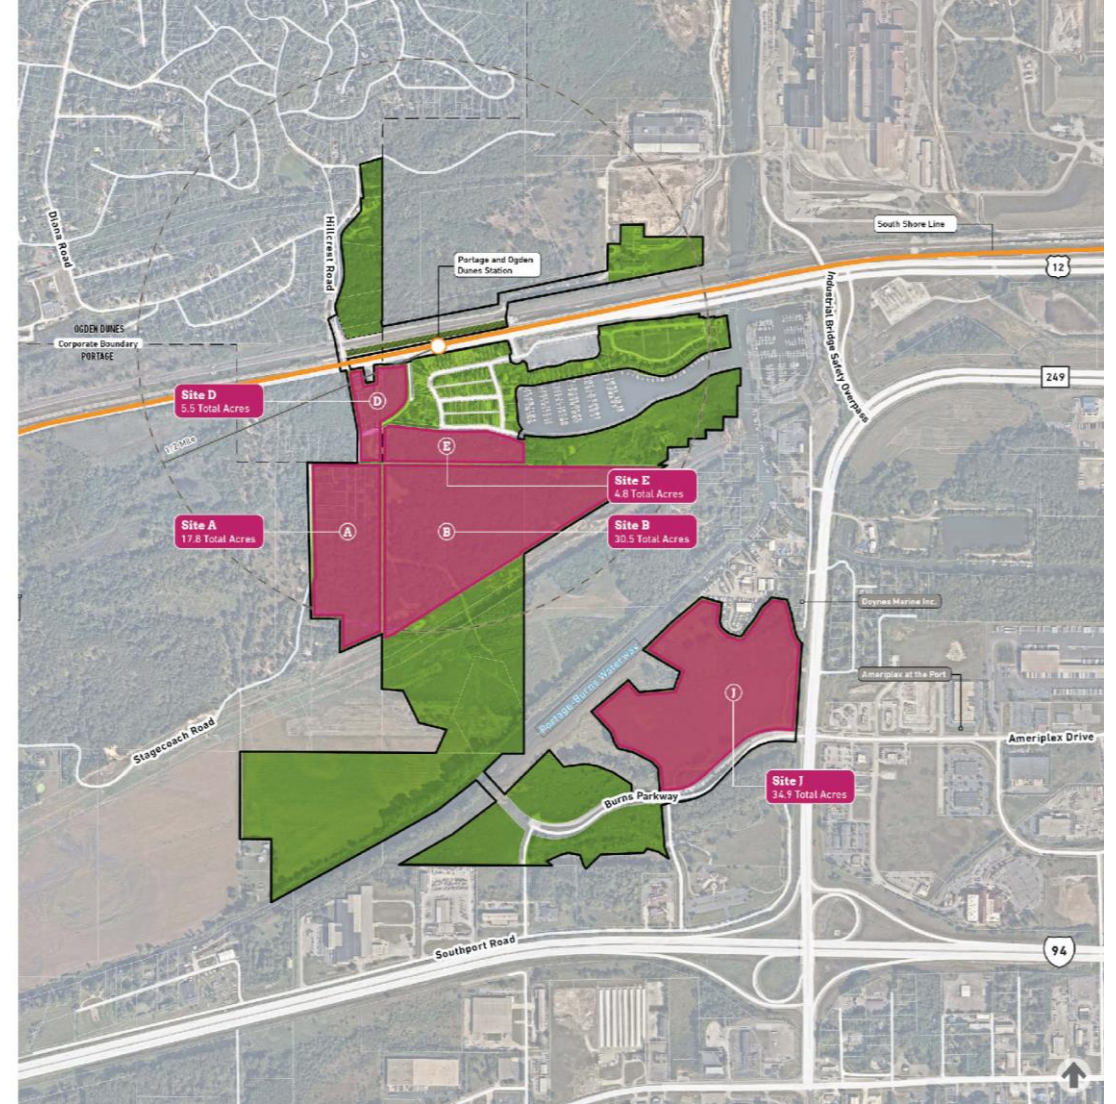 South Shore Line
12
Diana Road
Hillcrest Road
Portage and Ogden
Dunes Station
Industrial Bridge Safety Overpass
OGDEN DUNES
Corporate Boundary
PORTAGE
249
Site D
5.5 Total Acres
D
1/2 Mile
E
Site E
4.8 Total Acres
Site A
17.8 Total Acres
A
B
Site B
30.5 Total Acres
Doynes Marine Inc.
Portage-Burns Waterway
Ameriplex at the Port
J
Stagecoach Road
Ameriplex Drive
Site J
34.9 Total Acres
Burns Parkway
Southport Road
94